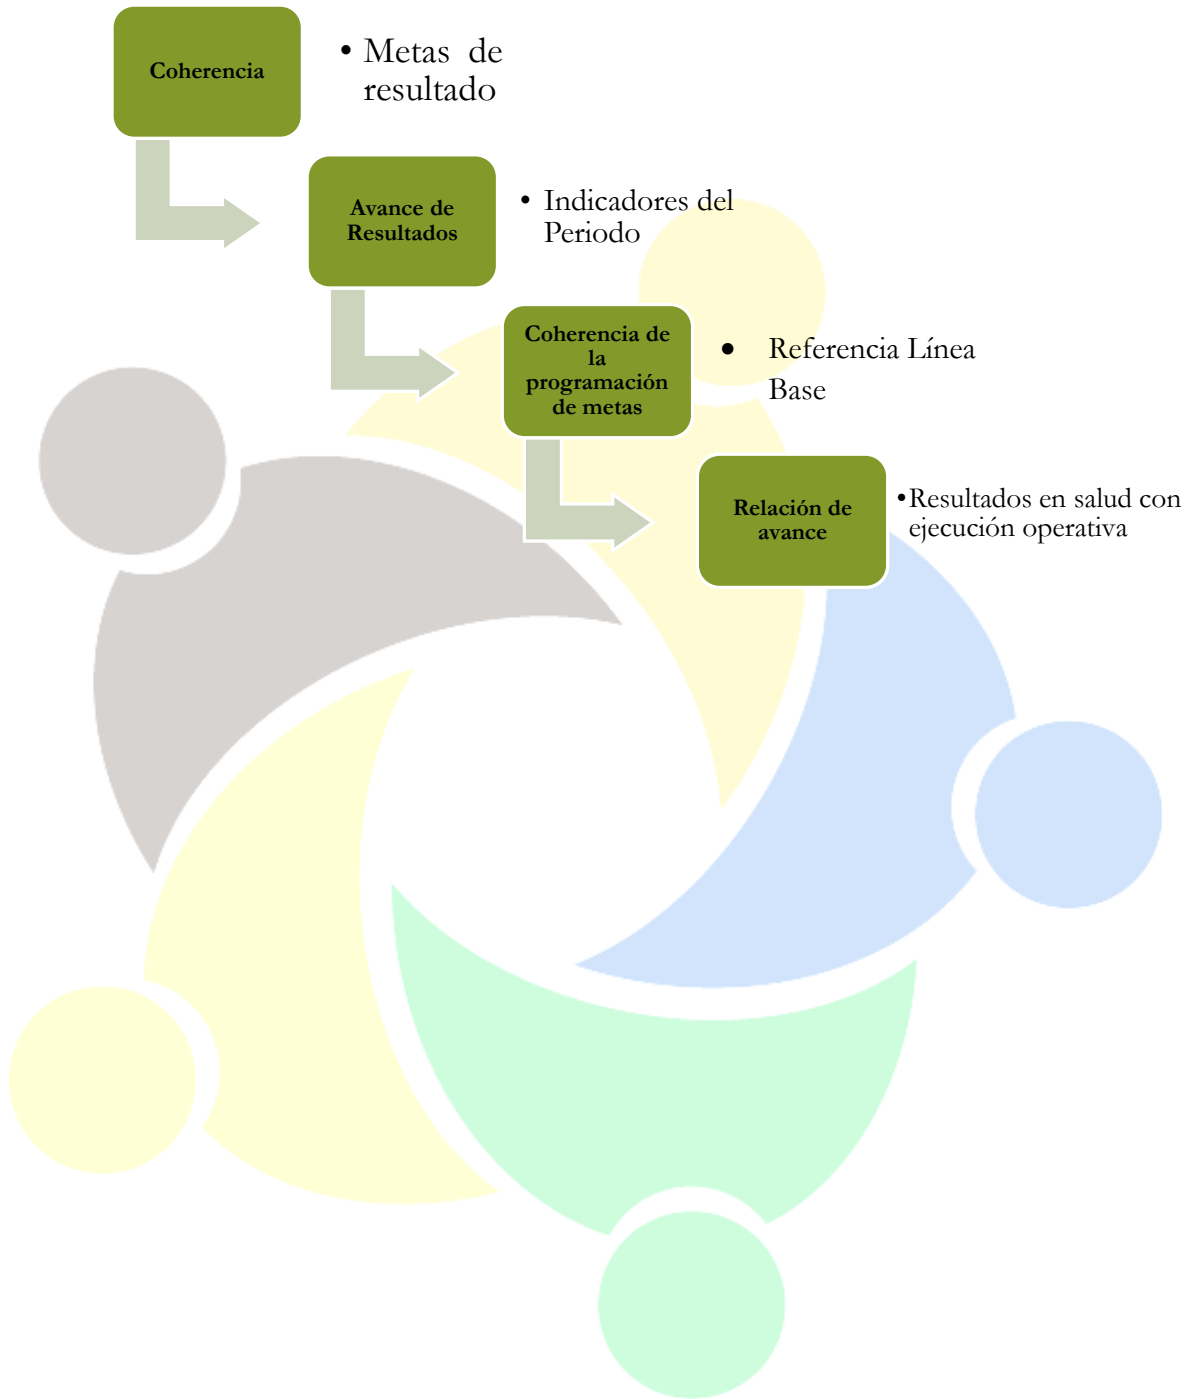 Coherencia
• Metas de
resultado
Avance de
Resultados
• Indicadores del
Periodo
Coherencia de
la
programación
de metas
• Referencia Línea
Base
Relación de
avance
•Resultados en salud con
ejecución operativa